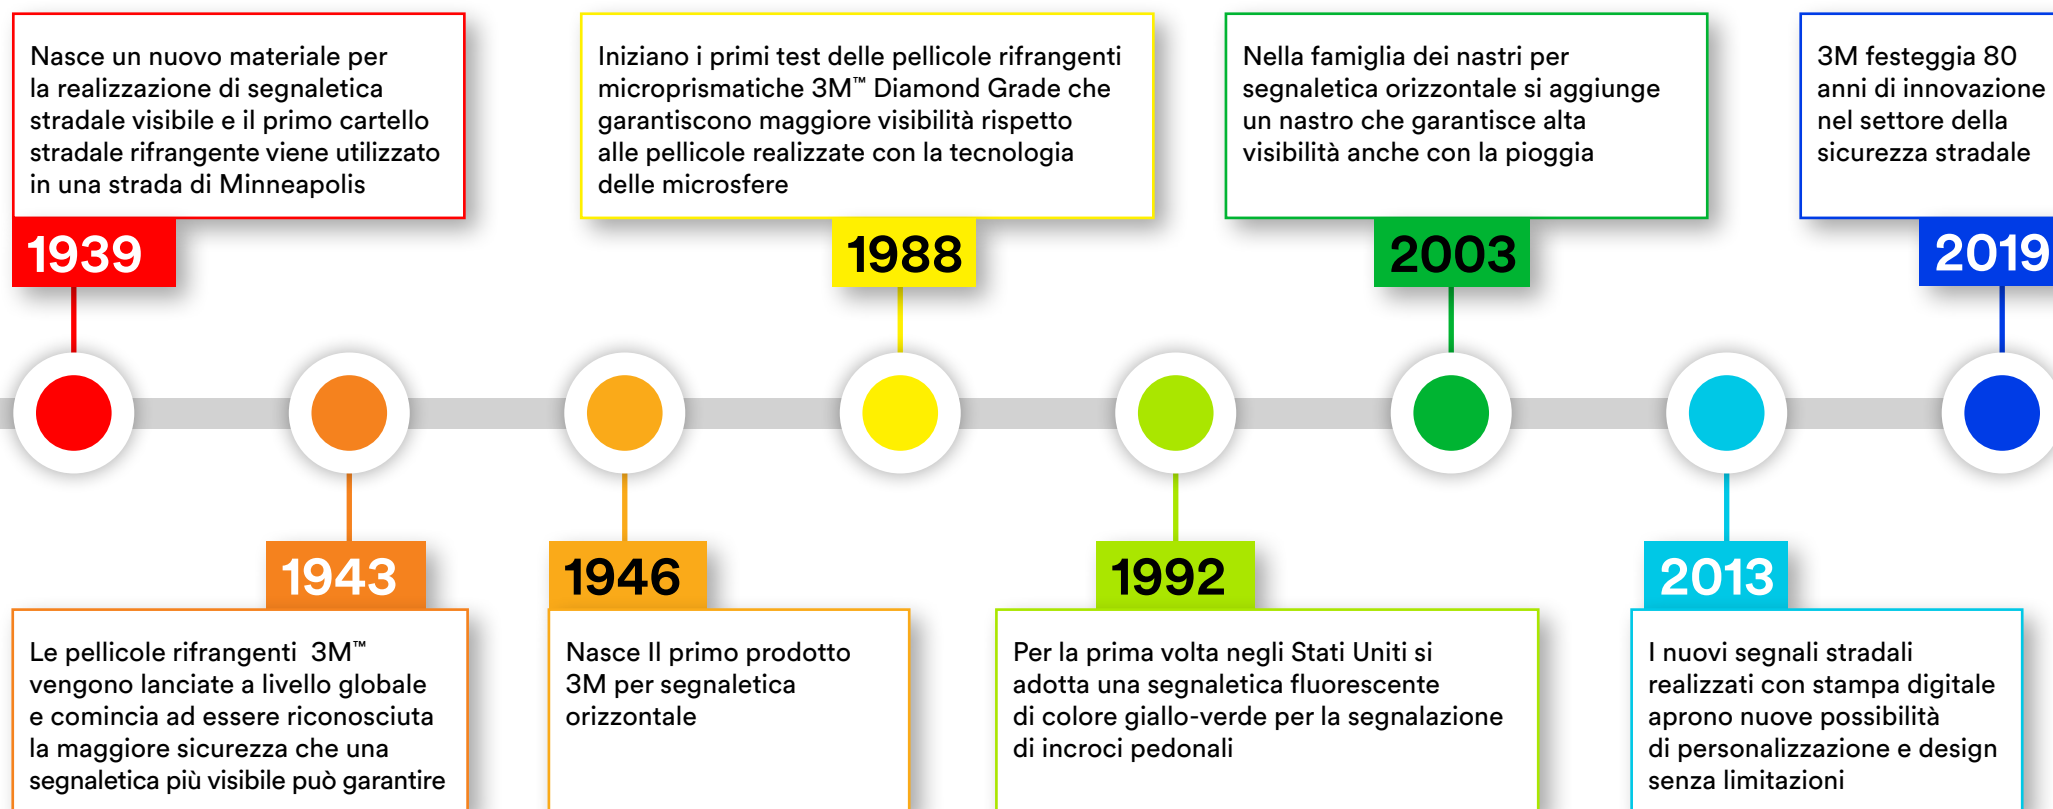 Nasce un nuovo materiale per
la realizzazione di segnaletica
stradale visibile e il primo cartello
stradale rifrangente viene utilizzato
in una strada di Minneapolis
1939
Iniziano i primi test delle pellicole rifrangenti
microprismatiche 3M™ Diamond Grade che
garantiscono maggiore visibilità rispetto
alle pellicole realizzate con la tecnologia
delle microsfere
1988
Nella famiglia dei nastri per
segnaletica orizzontale si aggiunge
un nastro che garantisce alta
visibilità anche con la pioggia
2003
3M festeggia 80
anni di innovazione
nel settore della
sicurezza stradale
2019
1943
Le pellicole rifrangenti 3M™
vengono lanciate a livello globale
e comincia ad essere riconosciuta
la maggiore sicurezza che una
segnaletica più visibile può garantire
1946
Nasce Il primo prodotto
3M per segnaletica
orizzontale
1992
Per la prima volta negli Stati Uniti si
adotta una segnaletica fluorescente
di colore giallo-verde per la segnalazione
di incroci pedonali
2013
I nuovi segnali stradali
realizzati con stampa digitale
aprono nuove possibilità
di personalizzazione e design
senza limitazioni